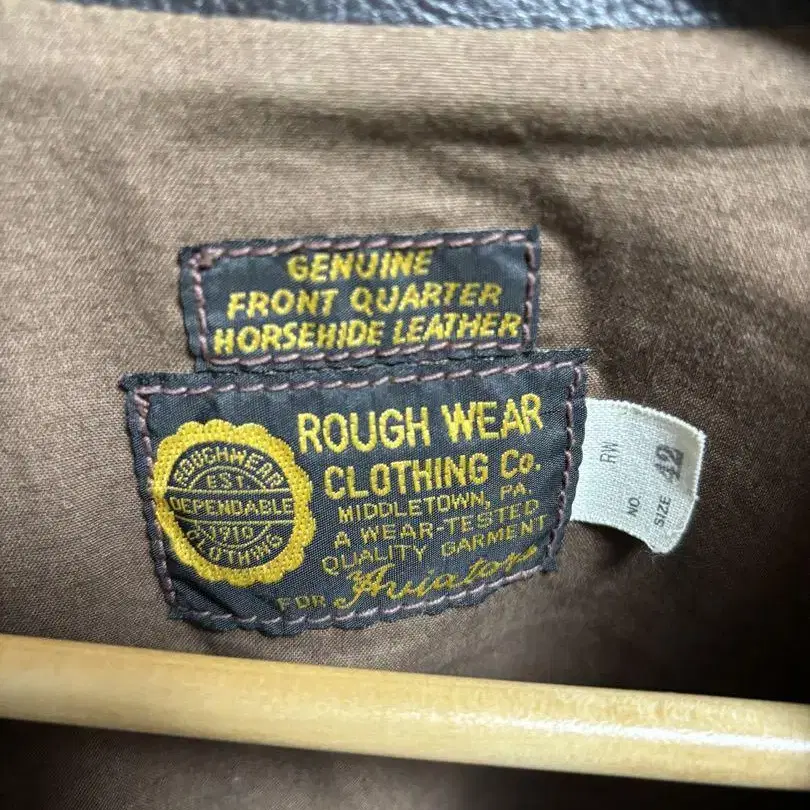 GENUINE
FRONT QUARTER
HORSEHIDE LEATHER
ROUGH WEAR
CLOTHING Co.
MIDDLETOWN, PA.
A WEAR-TESTED
QUALITY GARMENT
FOR Aviators
ROUGHWEAR
EST.
DEPENDABLE
1910
CLOTHING
RW
NO.
SIZE 42